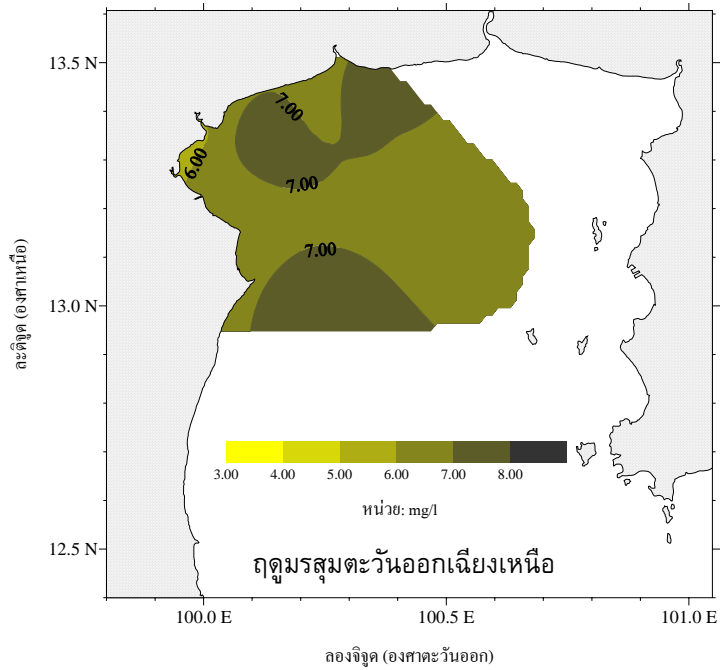 13.5 N
7.00
6.00
7.00
7.00
13.0 N
ละติจูด (องศาเหนือ)
3.00 4.00 5.00 6.00 7.00 8.00
หน่วย: mg/l
12.5 N
ฤดูมรสุมตะวันออกเฉียงเหนือ
100.0 E 100.5 E 101.0 E
ลองจิจูด (องศาตะวันออก)